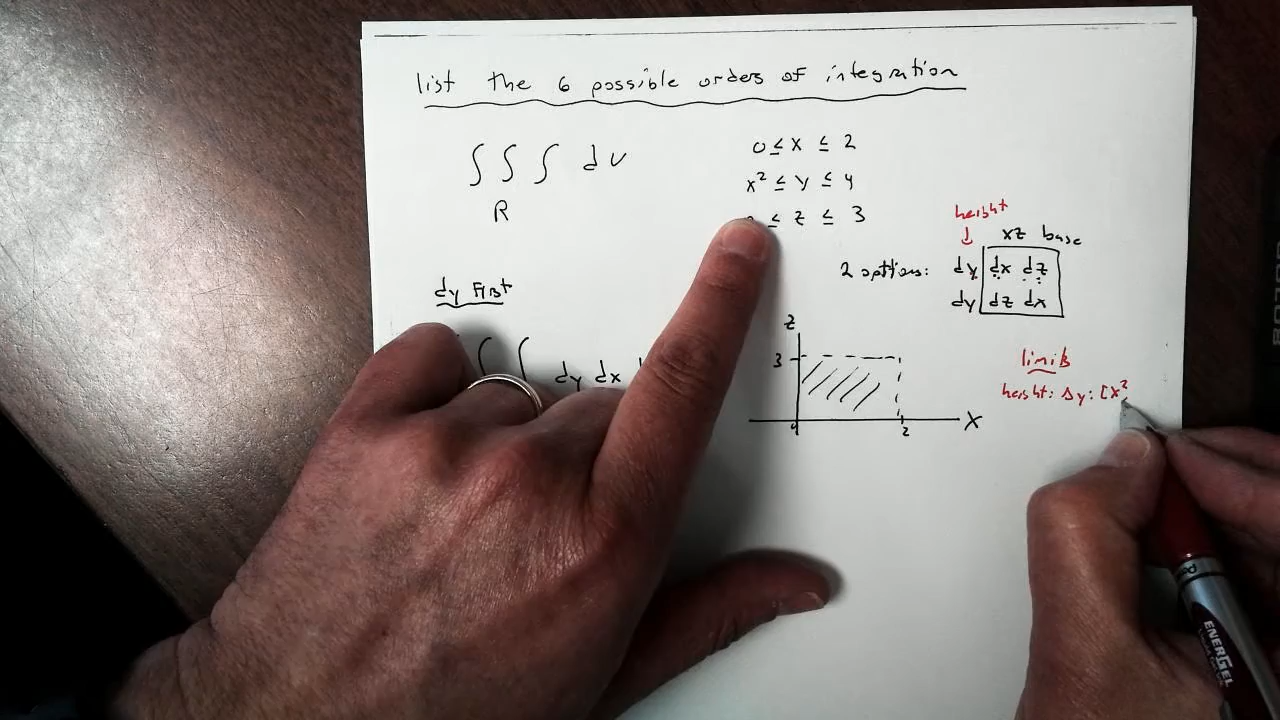 list the 6 possible orders of integration
∫ ∫ ∫ dV
R
0 ≤ x ≤ 2
x² ≤ y ≤ 4
≤ z ≤ 3
height
↓
xz base
2 options: dy dx dz
dy dz dx
dy First
∫ ∫ dy dx
z
3
2
x
limits
height: Δy: [x²,
ENERGEL